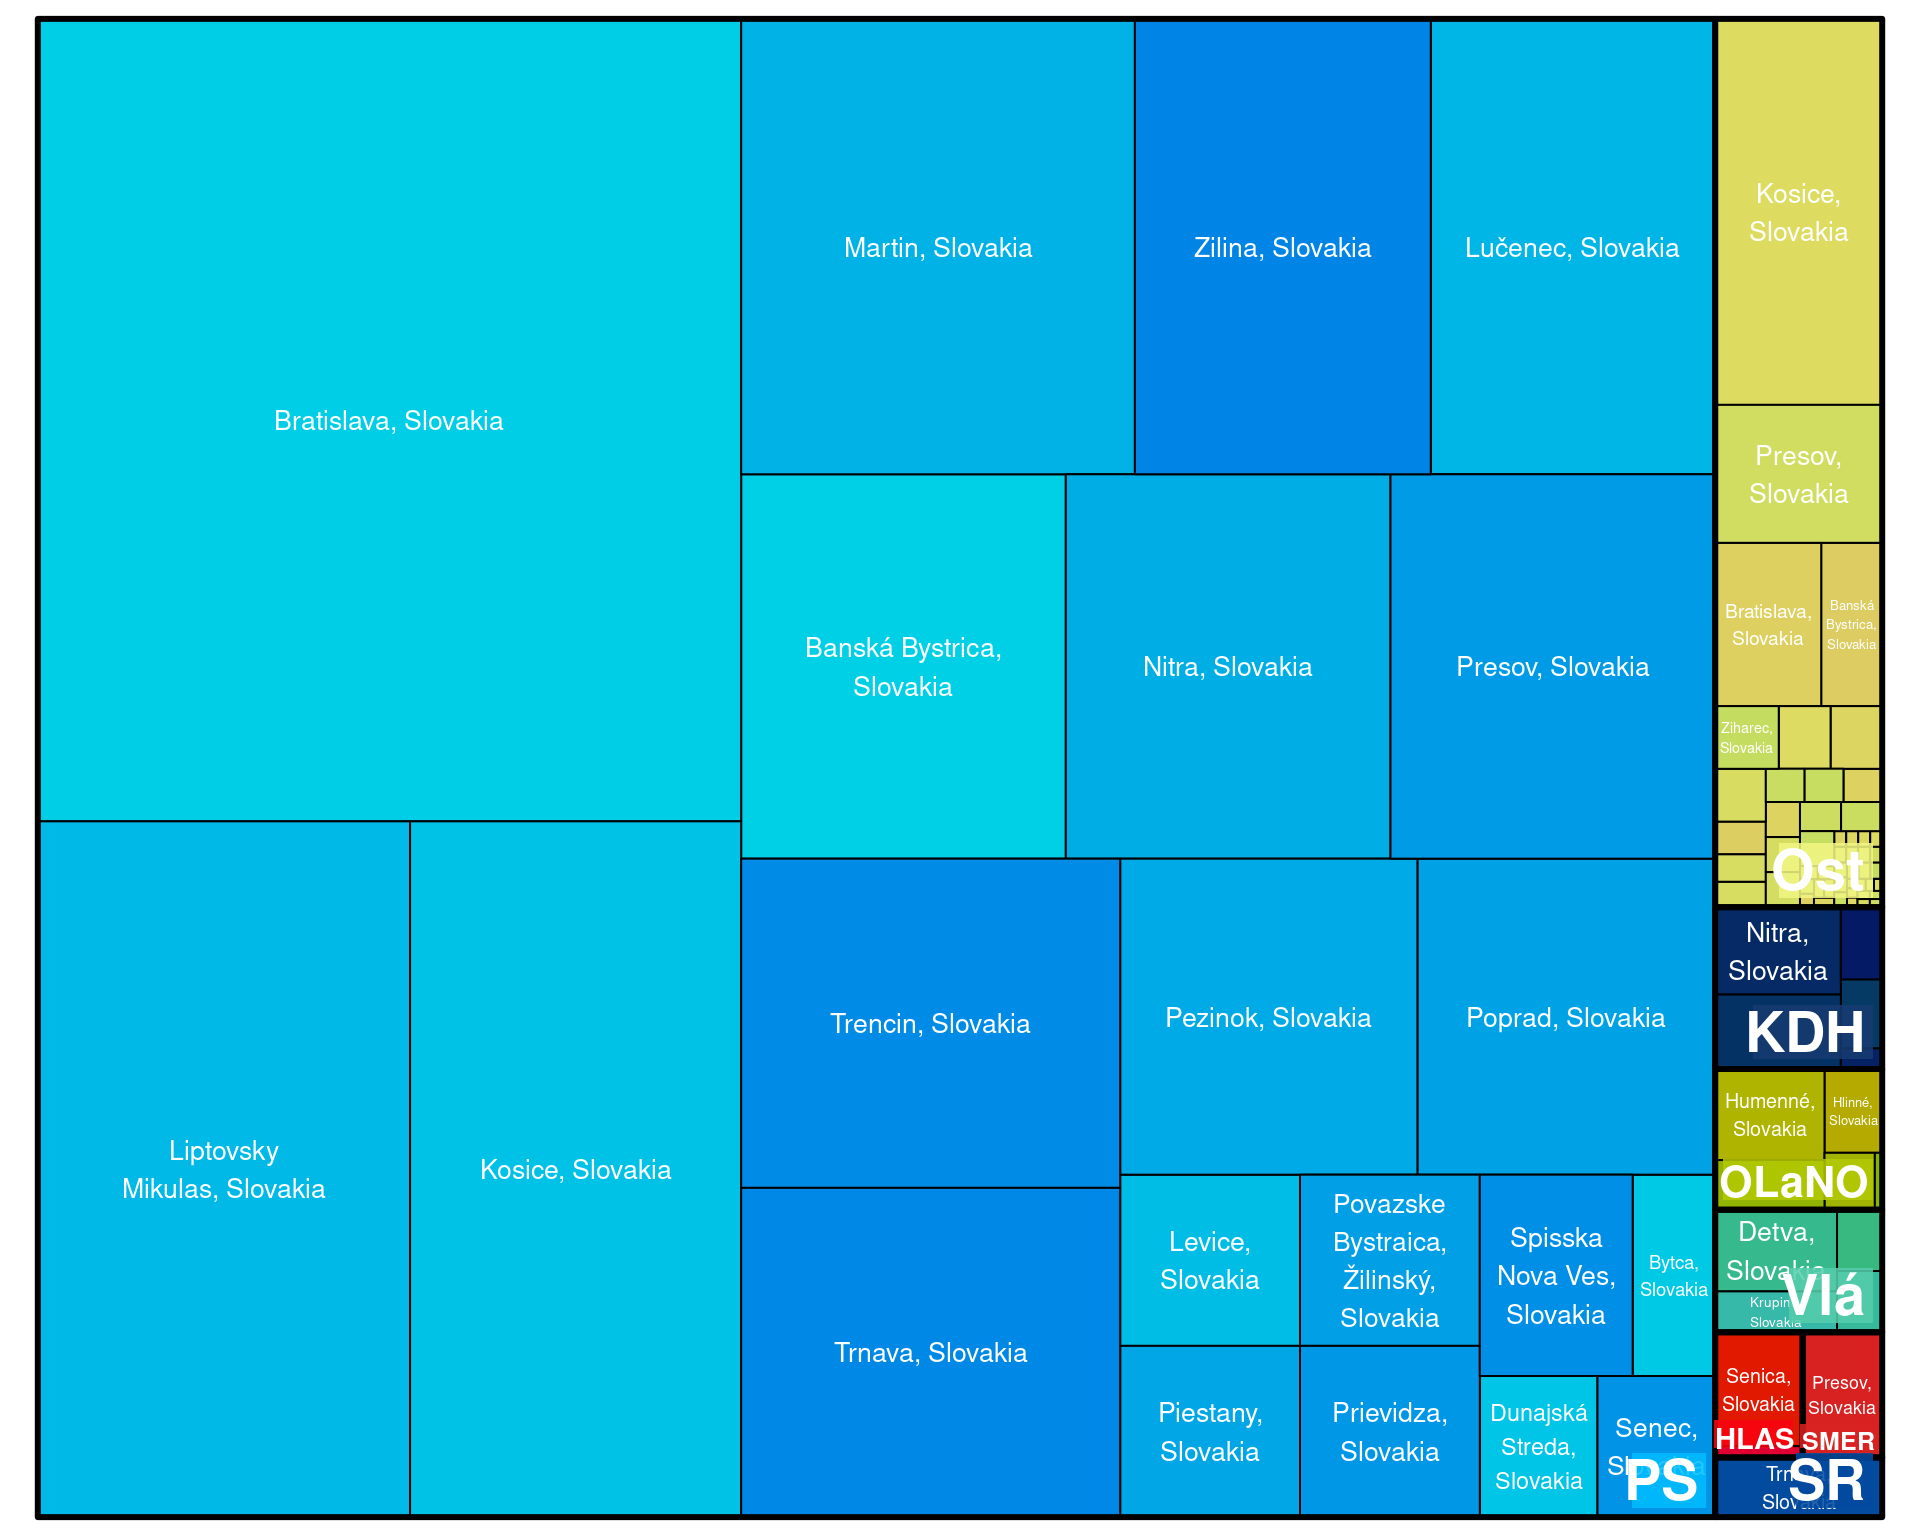 Bratislava, Slovakia
Martin, Slovakia
Zilina, Slovakia
Lučenec, Slovakia
Banská Bystrica,
Slovakia
Nitra, Slovakia
Presov, Slovakia
Liptovsky
Mikulas, Slovakia
Kosice, Slovakia
Trencin, Slovakia
Pezinok, Slovakia
Poprad, Slovakia
Trnava, Slovakia
Levice,
Slovakia
Povazske
Bystraica,
Žilinský,
Slovakia
Spisska
Nova Ves,
Slovakia
Bytca,
Slovakia
Piestany,
Slovakia
Prievidza,
Slovakia
Dunajská
Streda,
Slovakia
Senec,
Slovakia
PS
Kosice,
Slovakia
Presov,
Slovakia
Bratislava,
Slovakia
Banská
Bystrica,
Slovakia
Ziharec,
Slovakia
Ost
Nitra,
Slovakia
KDH
Humenné,
Slovakia
Hlinné,
Slovakia
OLaNO
Detva,
Slovakia
Slovakia
Vlá
Senica,
Slovakia
HLAS
Presov,
Slovakia
SMER
Slovakia
SR